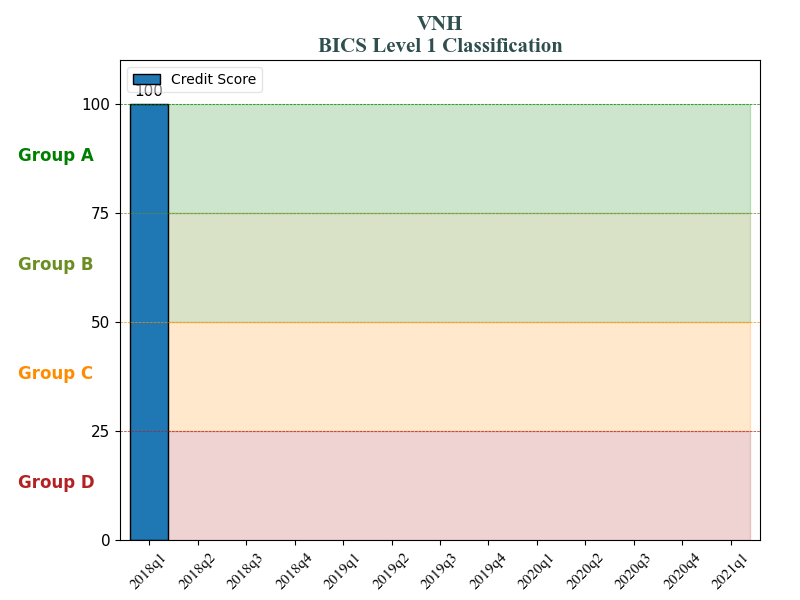 VNH
BICS Level 1 Classification
Credit Score
100
100
Group A
75
Group B
50
Group C
25
Group D
0
2018q1 2018q2 2018q3 2018q4 2019q1 2019q2 2019q3 2019q4 2020q1 2020q2 2020q3 2020q4 2021q1